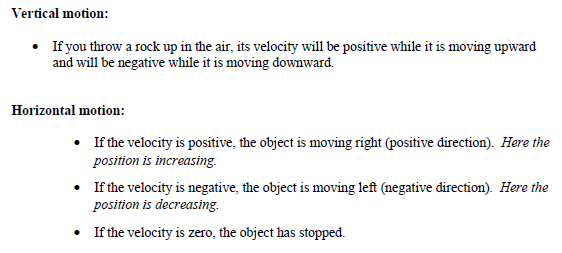 Vertical motion:
• If you throw a rock up in the air, its velocity will be positive while it is moving upward
and will be negative while it is moving downward.
Horizontal motion:
• If the velocity is positive, the object is moving right (positive direction). Here the
position is increasing.
• If the velocity is negative, the object is moving left (negative direction). Here the
position is decreasing.
• If the velocity is zero, the object has stopped.